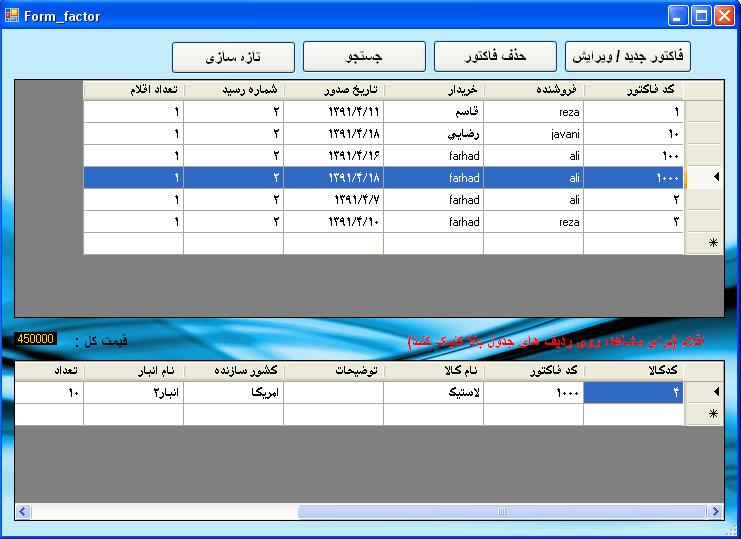 Form_factor
فاکتور جدید / ویرایش حذف فاکتور جستجو تازه سازی
کد فاکتور فروشنده خریدار تاریخ صدور شماره رسید تعداد اقلام
۱ reza قاسم ۱۳۹۱/۴/۱۱ ۲ ۱
۱۰ javani رضایي ۱۳۹۱/۴/۱۸ ۲ ۱
۱۰۰ ali farhad ۱۳۹۱/۴/۱۶ ۲ ۱
۱۰۰۰ ali farhad ۱۳۹۱/۴/۱۸ ۲ ۱
۲ ali farhad ۱۳۹۱/۴/۷ ۲ ۱
۳ reza farhad ۱۳۹۱/۴/۱۰ ۲ ۱
اقلام (برای مشاهده روی ردیف های جدول بالا کلیک کنید) قیمت کل : 450000
کدکالا کد فاکتور نام کالا توضیحات کشور سازنده نام انبار تعداد
۴ ۱۰۰۰ لاستیک امریکا انبار۲ ۱۰